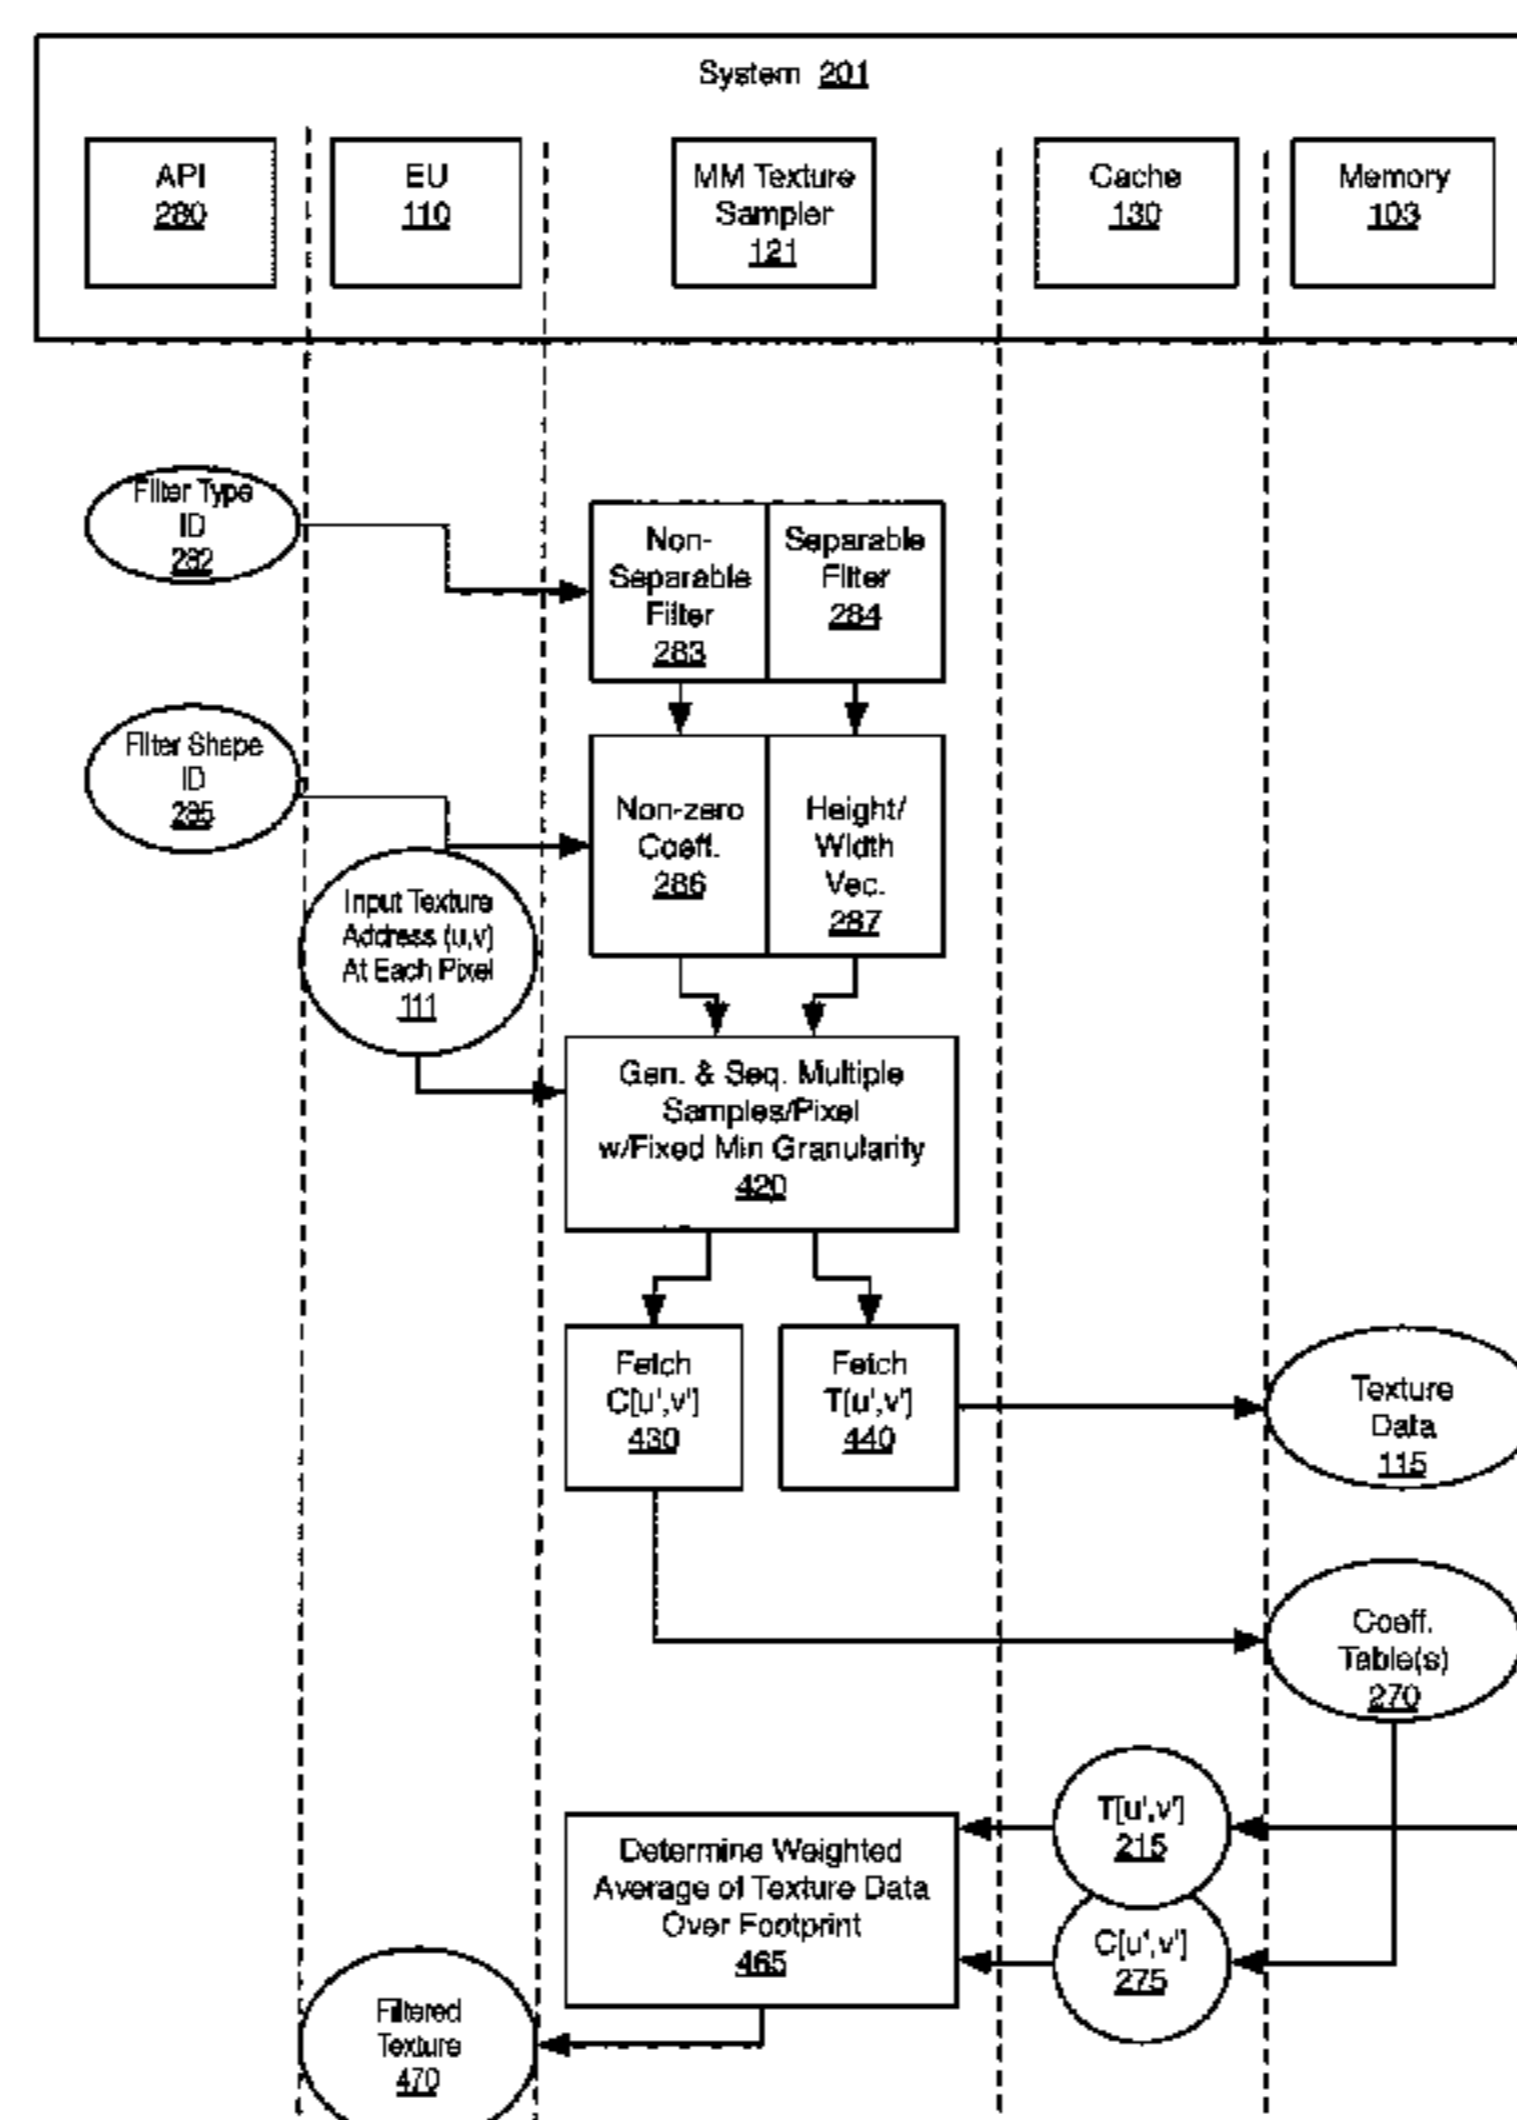 System 201
API
280
EU
110
MM Texture
Sampler
121
Cache
130
Memory
103
Filter Type
ID
282
Non-
Separable
Filter
283
Separable
Filter
284
Filter Shape
ID
285
Non-zero
Coeff.
286
Height/
Width
Vec.
287
Input Texture
Address (u,v)
At Each Pixel
111
Gen. & Seq. Multiple
Samples/Pixel
w/Fixed Min Granularity
420
Fetch
C[u',v']
430
Fetch
T[u',v']
440
Texture
Data
115
Coeff.
Table(s)
270
T[u',v']
215
Determine Weighted
Average of Texture Data
Over Footprint
465
C[u',v']
275
Filtered
Texture
470